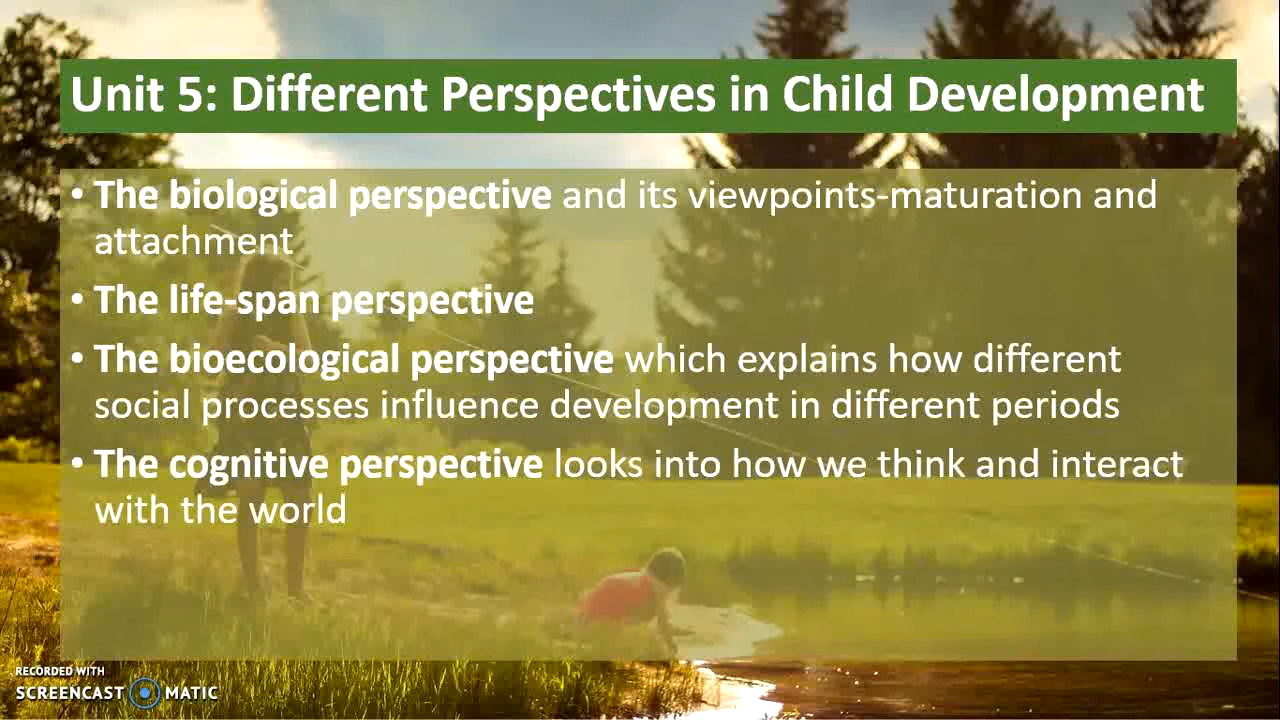 Unit 5: Different Perspectives in Child Development
• The biological perspective and its viewpoints-maturation and
attachment
• The life-span perspective
• The bioecological perspective which explains how different
social processes influence development in different periods
• The cognitive perspective looks into how we think and interact
with the world
RECORDED WITH
SCREENCAST MATIC